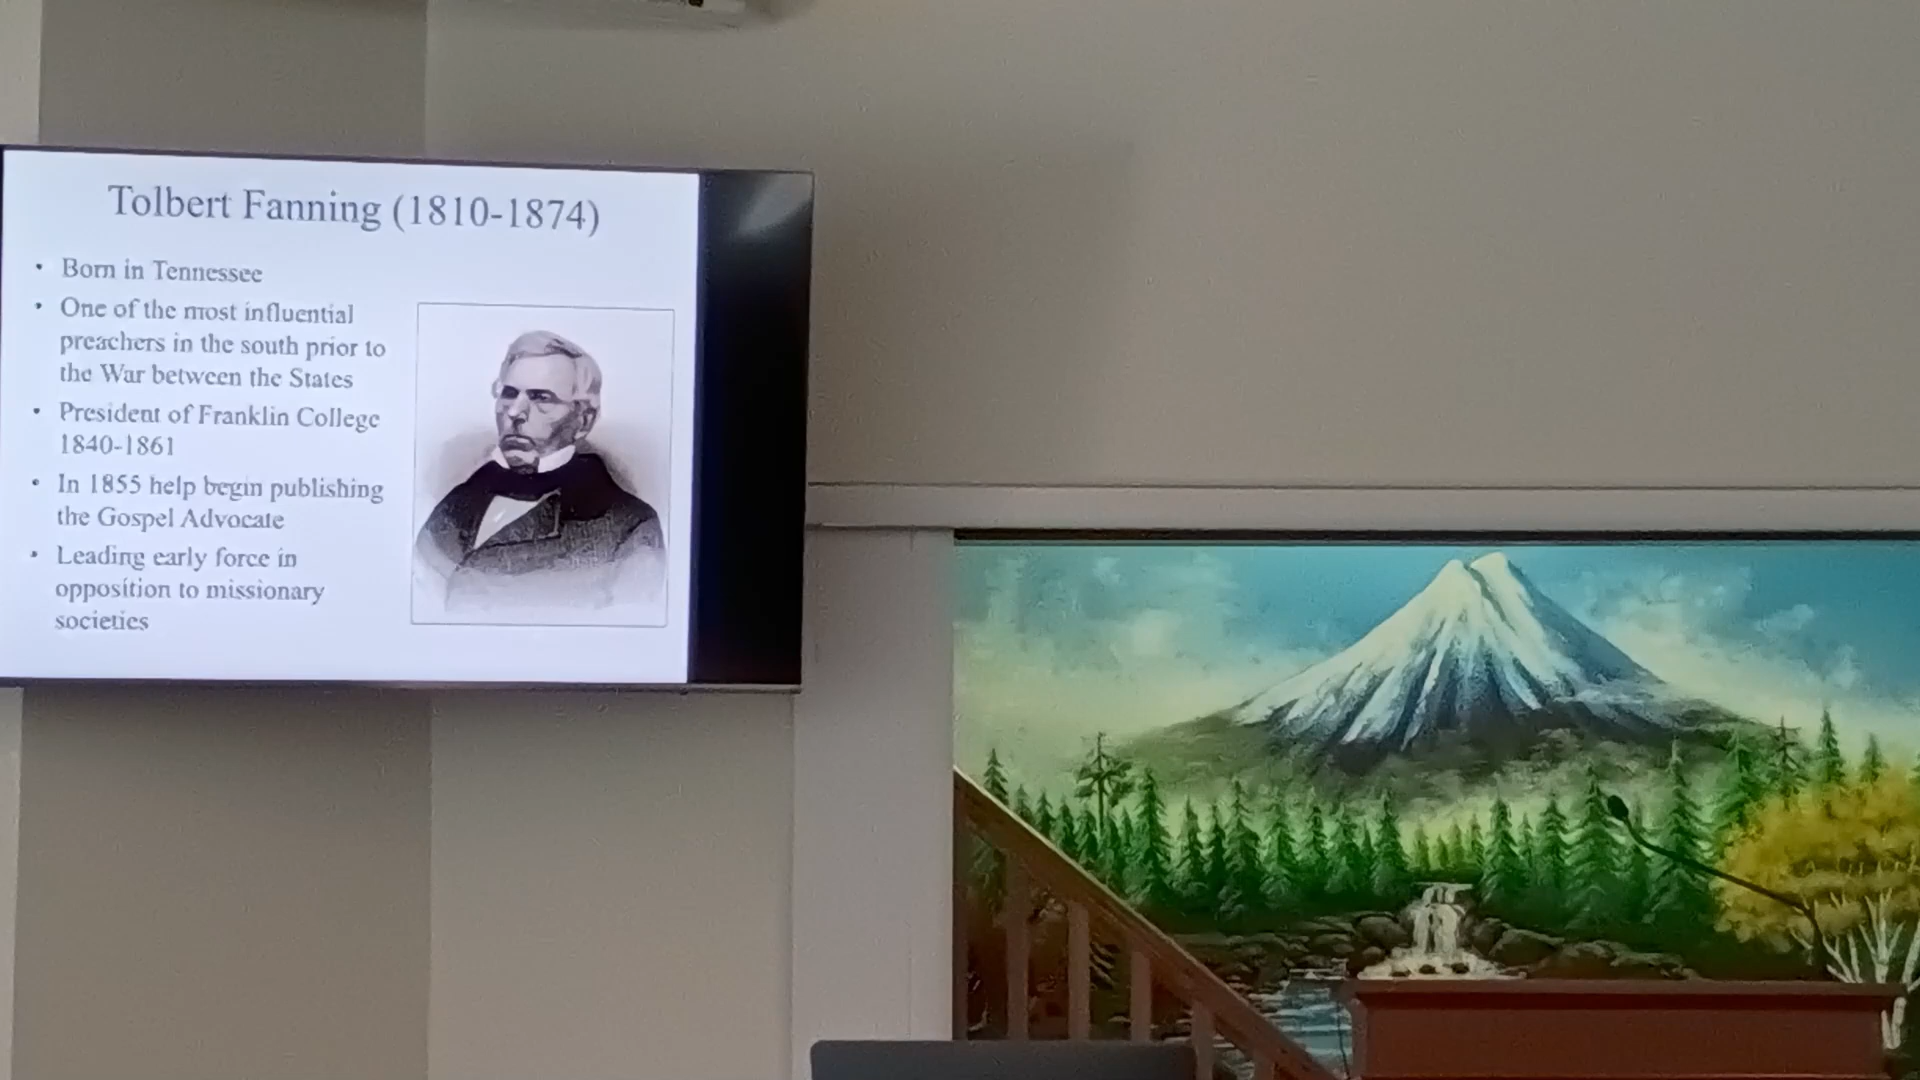 Tolbert Fanning (1810-1874)
• Born in Tennessee
• One of the most influential
preachers in the south prior to
the War between the States
• President of Franklin College
1840-1861
• In 1855 help begin publishing
the Gospel Advocate
• Leading early force in
opposition to missionary
societies